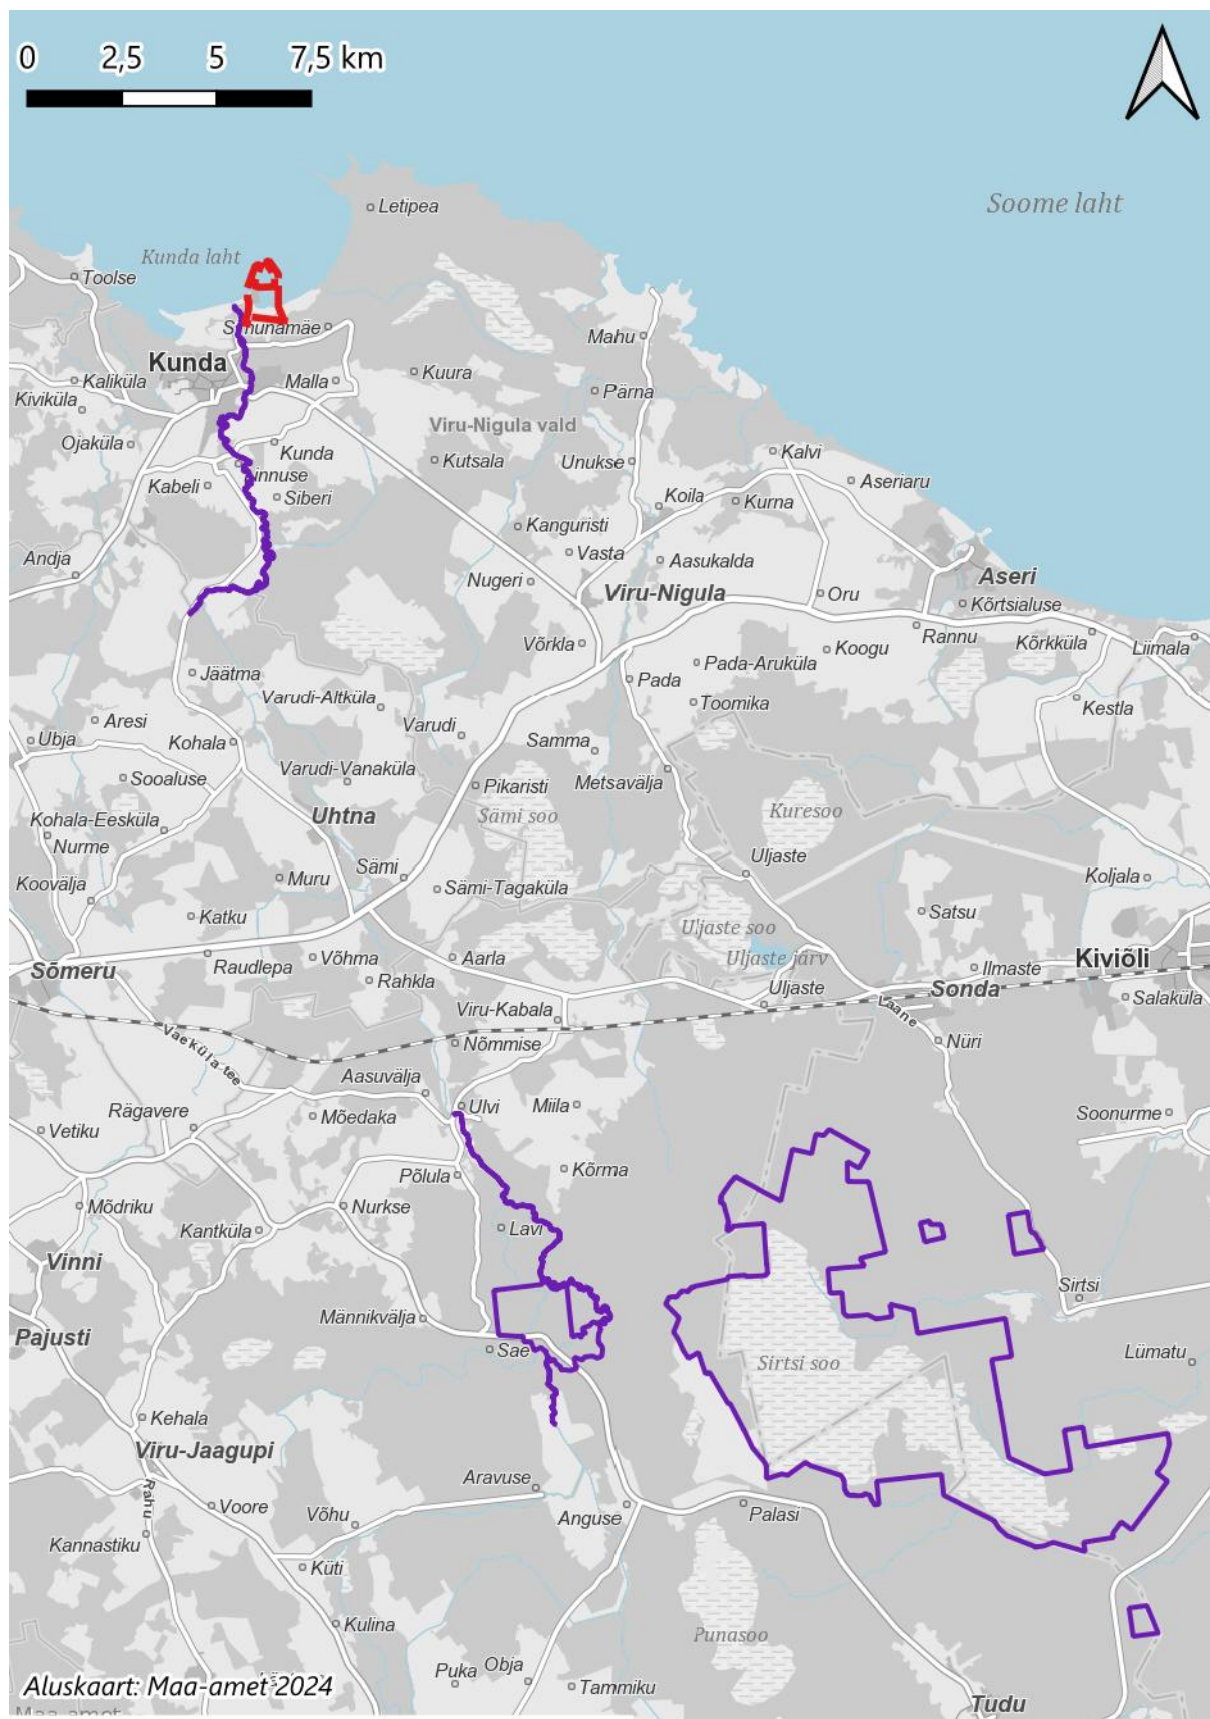 0 2,5 5 7,5 km
Soome laht
Letipea
Kunda laht
Toolse
Mahu
Kunda
Kaliküla
Malla
Kuura
Pärna
Kiviküla
Viru-Nigula vald
Ojaküla
Kunda
Kutsala
Unukse
Kalvi
Kabeli
Siberi
Koila
Kurna
Aseriaru
Kanguristi
Andja
Vasta
Aasukalda
Aseri
Nugeri
Viru-Nigula
Oru
Kõrtsialuse
Võrkla
Rannu
Kõrkküla
Liimala
Jäätma
Pada
Pada-Aruküla
Koogu
Varudi-Altküla
Toomika
Kestla
Aresi
Varudi
Ubja
Kohala
Samma
Sooaluse
Varudi-Vanaküla
Pikaristi
Metsavälja
Kohala-Eesküla
Uhtna
Sämi soo
Kuresoo
Nurme
Uljaste
Koovälja
Muru
Sämi
Sämi-Tagaküla
Koljala
Katku
Uljaste soo
Satsu
Sõmeru
Raudlepa
Võhma
Aarla
Uljaste järv
Kiviõli
Rahkla
Uljaste
Ilmaste
Sonda
Salaküla
Viru-Kabala
Laane
Vaeküla tee
Nõmmise
Nüri
Aasuvälja
Rägavere
Mõedaka
Ulvi
Miila
Soonurme
Vetiku
Põlula
Kõrma
Mõdriku
Kantküla
Nurkse
Lavi
Vinni
Sirtsi
Pajusti
Männikvälja
Sae
Sirtsi soo
Lümatu
Kehala
Viru-Jaagupi
Aravuse
Rahu
Voore
Võhu
Anguse
Palasi
Kannastiku
Küti
Kulina
Punasoo
Puka
Obja
Tammiku
Tudu
Aluskaart: Maa-amet 2024
Maa-amet